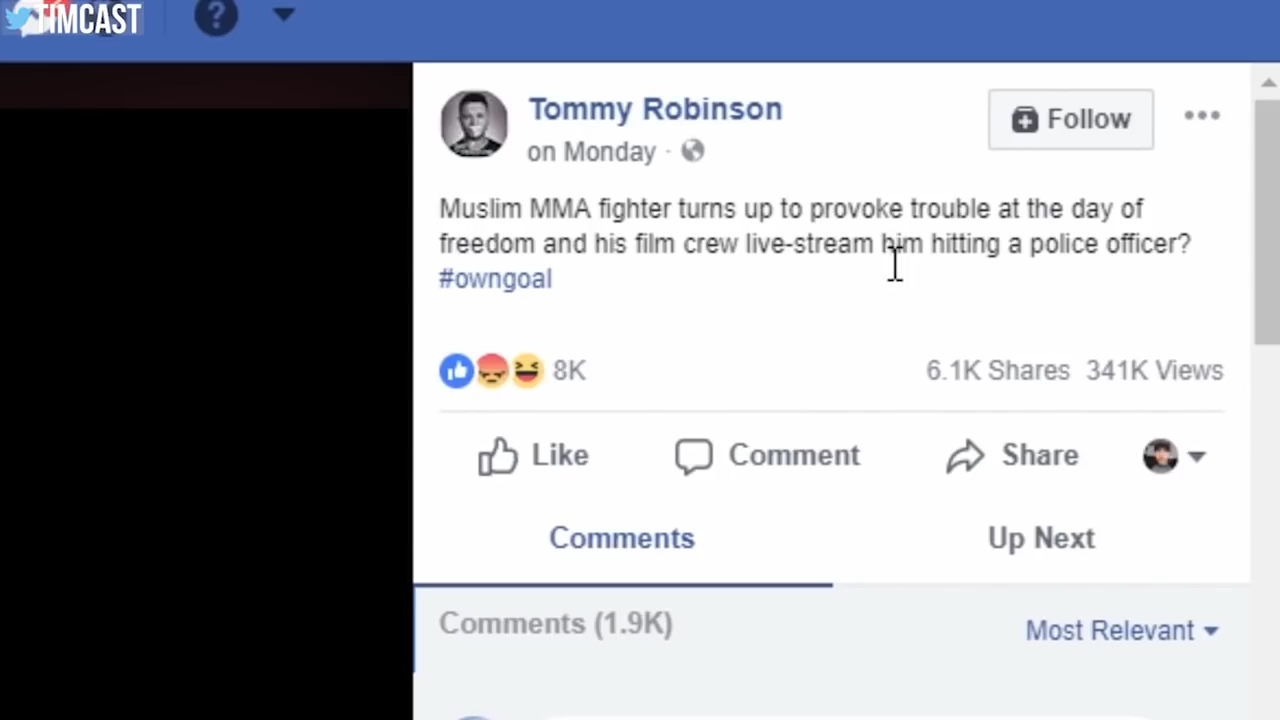 TIMCAST
Tommy Robinson
Follow
on Monday ·
Muslim MMA fighter turns up to provoke trouble at the day of
freedom and his film crew live-stream him hitting a police officer?
#owngoal
8K
6.1K Shares 341K Views
Like Comment Share
Comments Up Next
Comments (1.9K)
Most Relevant